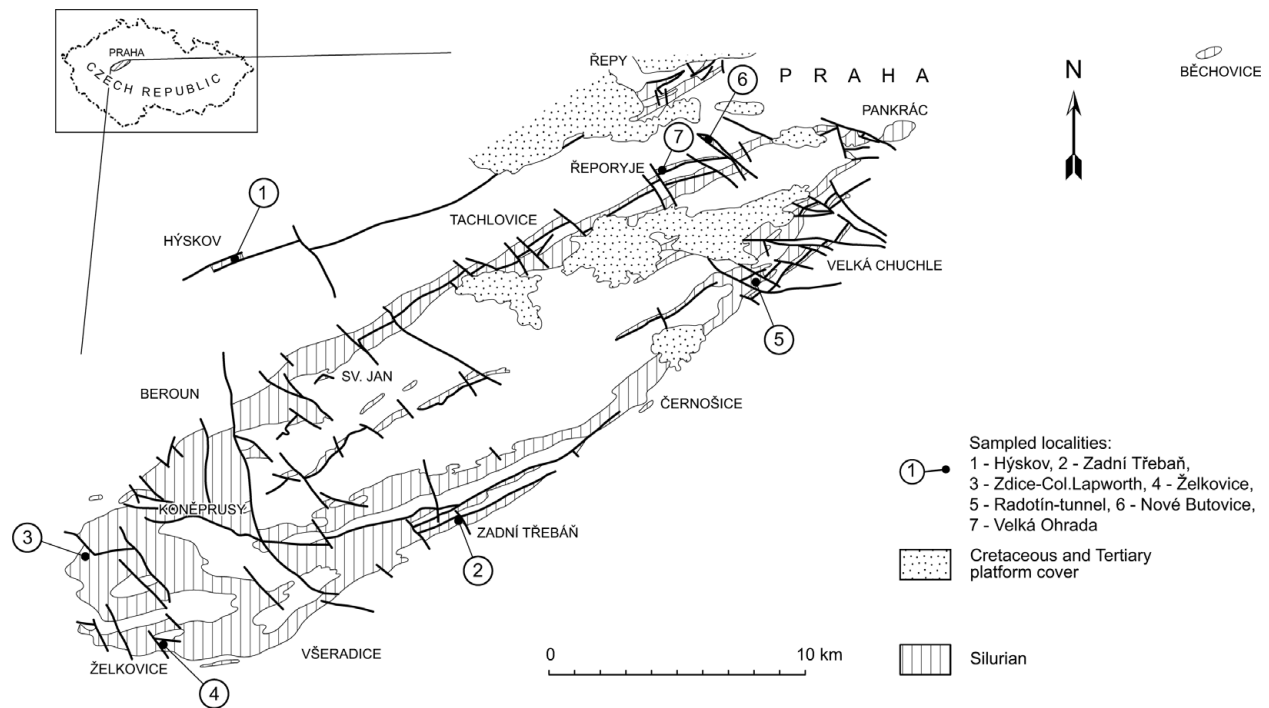 PRAHA
CZECH REPUBLIC
ŘEPY
6
P R A H A
N
BĚCHOVICE
PANKRÁC
7
ŘEPORYJE
1
TACHLOVICE
HÝSKOV
VELKÁ CHUCHLE
5
SV. JAN
BEROUN
ČERNOŠICE
KONĚPRUSY
ZADNÍ TŘEBÁŇ
3
2
VŠERADICE
ŽELKOVICE
4
0
10 km
1
Sampled localities:
1 - Hýskov, 2 - Zadní Třebaň,
3 - Zdice-Col.Lapworth, 4 - Želkovice,
5 - Radotín-tunnel, 6 - Nové Butovice,
7 - Velká Ohrada
Cretaceous and Tertiary
platform cover
Silurian